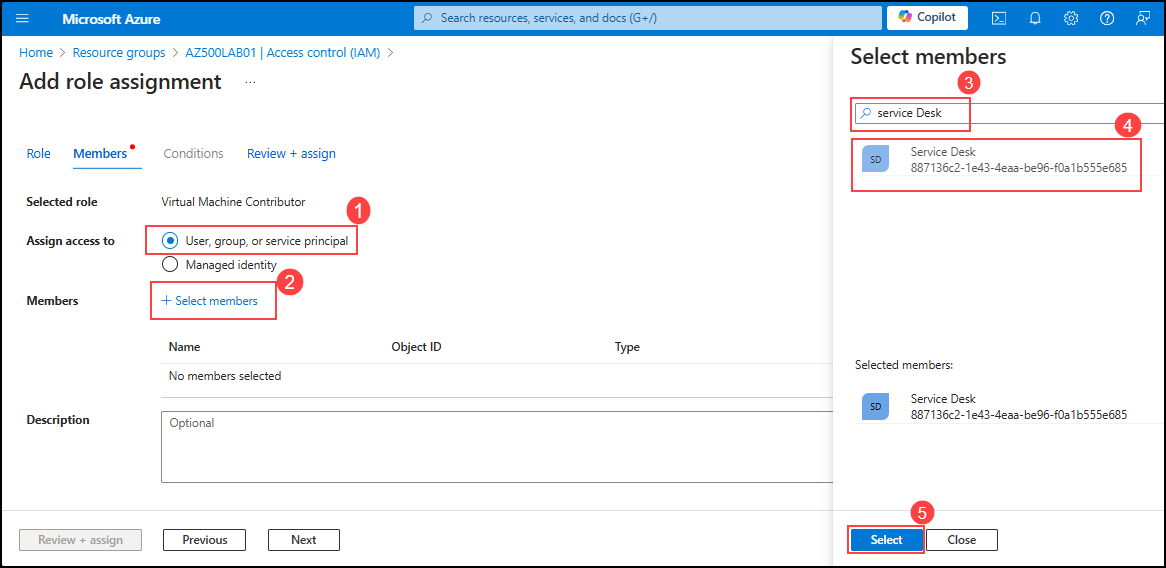 Microsoft Azure
Search resources, services, and docs (G+/)
Copilot
Home > Resource groups > AZ500LAB01 | Access control (IAM) >
Add role assignment ...
Role Members Conditions Review + assign
Selected role Virtual Machine Contributor
1
Assign access to User, group, or service principal
Managed identity
2
Members + Select members
Name Object ID Type
No members selected
Description Optional
Review + assign Previous Next
Select members
3
service Desk
4
SD Service Desk
887136c2-1e43-4eaa-be96-f0a1b555e685
Selected members:
SD Service Desk
887136c2-1e43-4eaa-be96-f0a1b555e685
5
Select Close